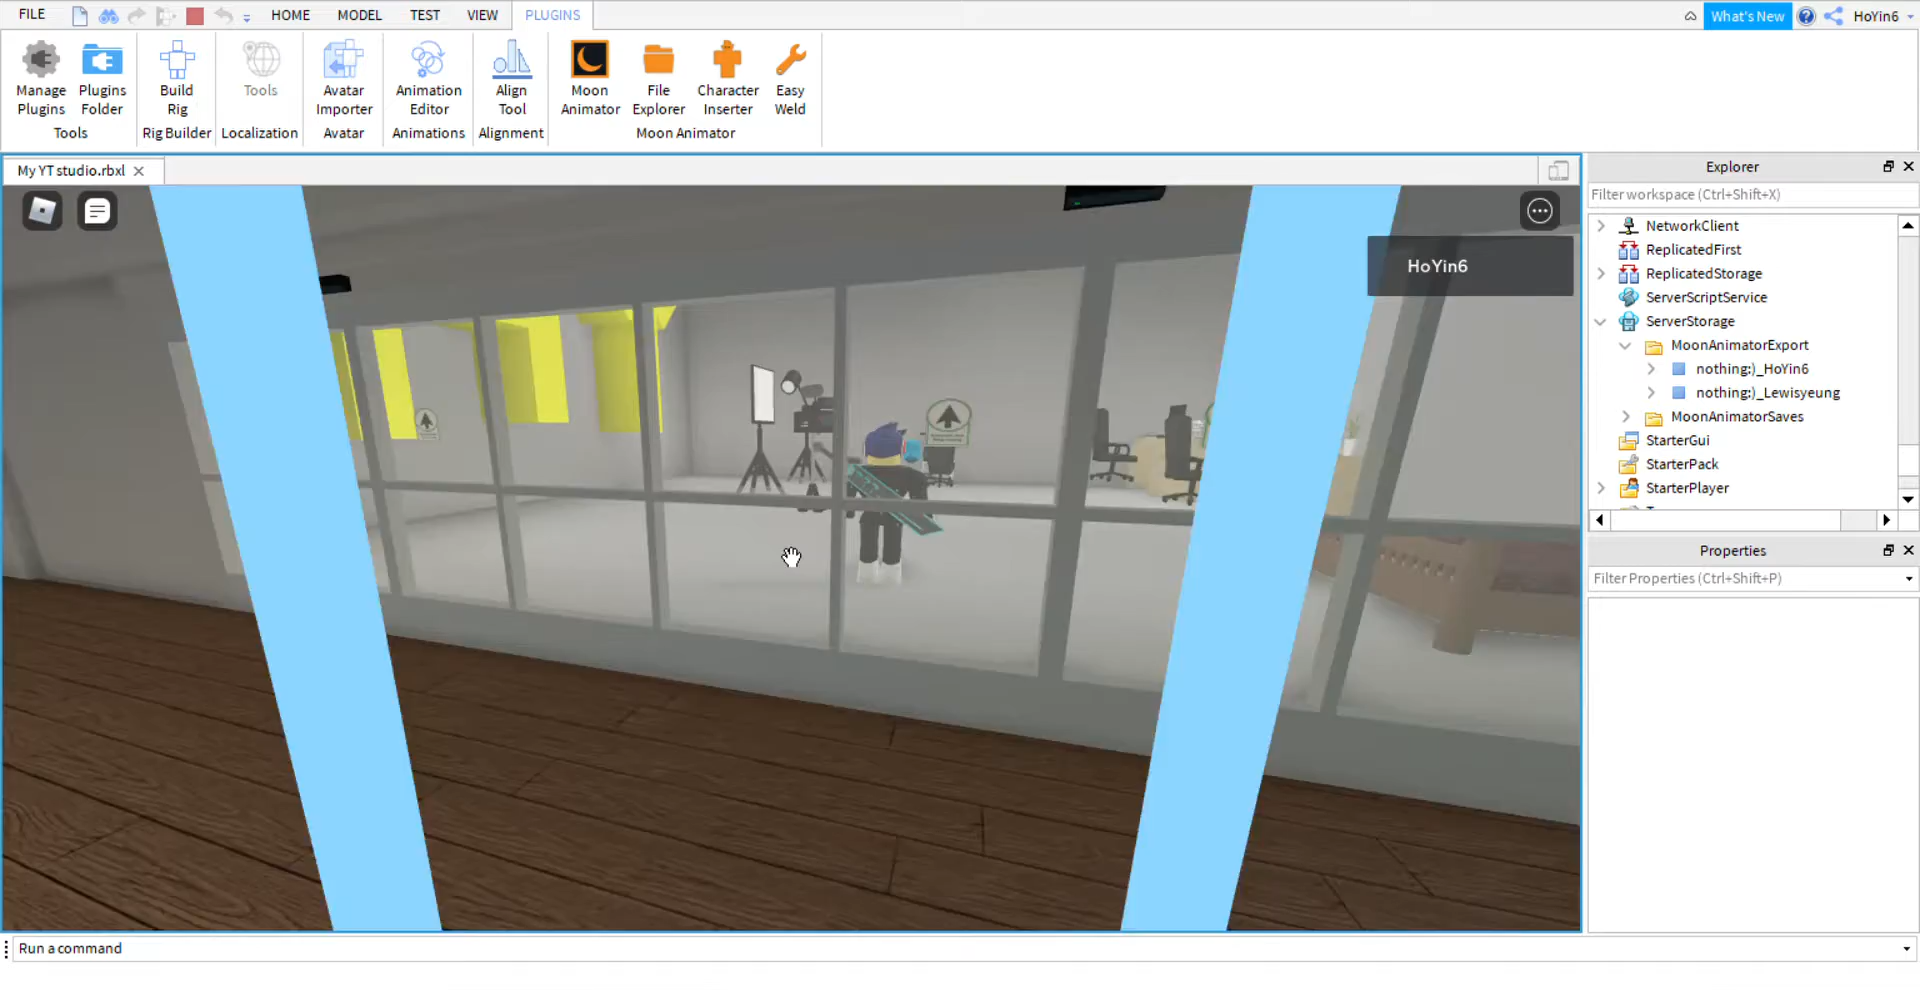 FILE
HOME
MODEL
TEST
VIEW
PLUGINS
What's New
HoYin6
Manage Plugins
Plugins Folder
Build Rig
Tools
Avatar Importer
Animation Editor
Align Tool
Moon Animator
File Explorer
Character Inserter
Easy Weld
Tools
Rig Builder
Localization
Avatar
Animations
Alignment
Moon Animator
My YT studio.rbxl
HoYin6
Explorer
Filter workspace (Ctrl+Shift+X)
NetworkClient
ReplicatedFirst
ReplicatedStorage
ServerScriptService
ServerStorage
MoonAnimatorExport
nothing:)_HoYin6
nothing:)_Lewisyeung
MoonAnimatorSaves
StarterGui
StarterPack
StarterPlayer
Properties
Filter Properties (Ctrl+Shift+P)
Run a command